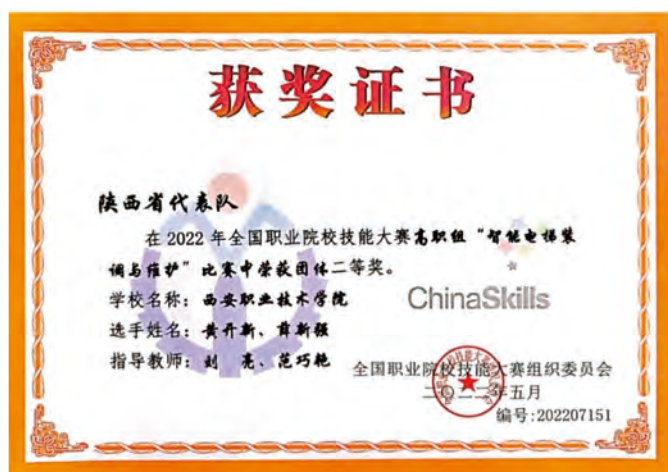 获奖证书
陕西省代表队
在 2022 年全国职业院校技能大赛高职组“智能电梯装
调与维护”比赛中荣获团体二等奖。
学校名称：西安职业技术学院
ChinaSkills
选手姓名：黄开新、薛新强
指导教师：刘 亮、范巧艳
全国职业院校技能大赛组织委员会
二〇二二年五月
编号:202207151